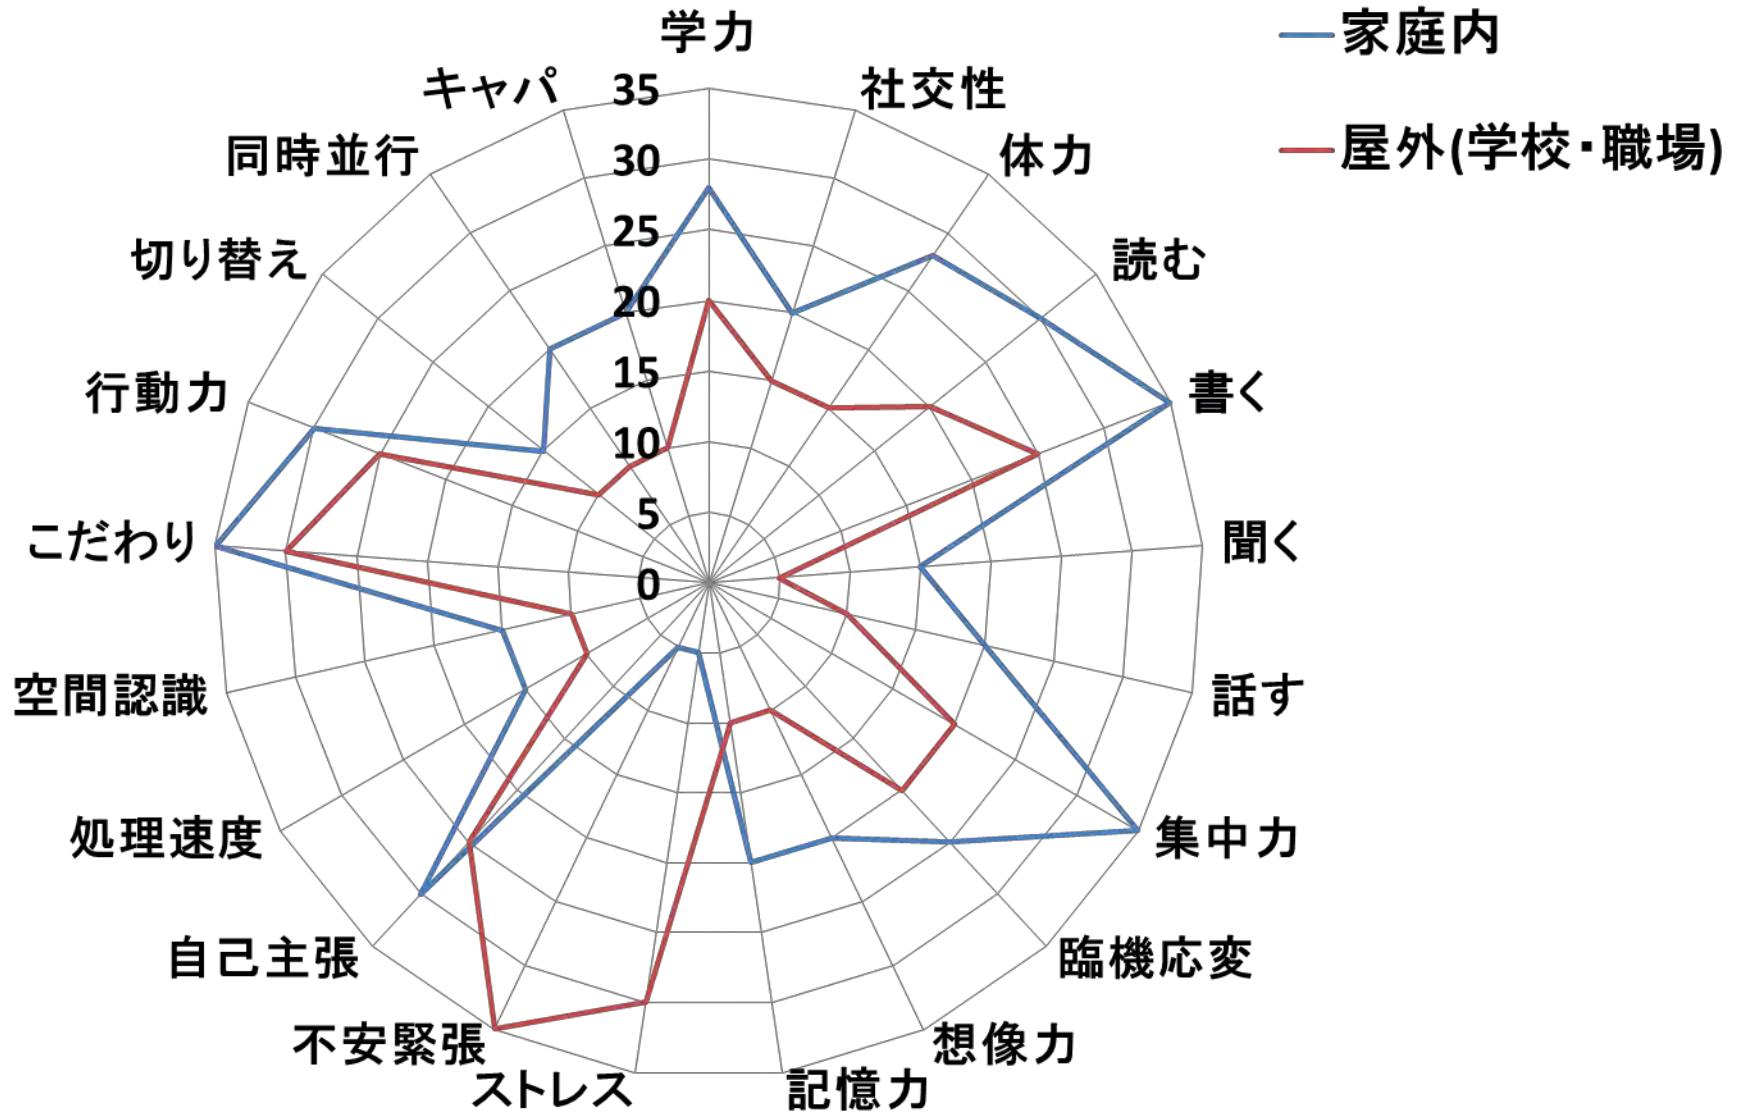 学力
社交性
体力
読む
書く
聞く
話す
集中力
臨機応変
想像力
記憶力
ストレス
不安緊張
自己主張
処理速度
空間認識
こだわり
行動力
切り替え
同時並行
キャパ
35
30
25
20
15
10
5
0
家庭内
屋外(学校・職場)